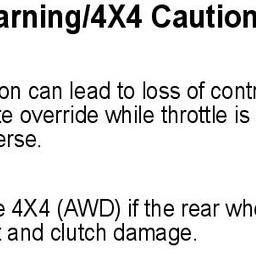 arning/4X4 Caution
on can lead to loss of contr
te override while throttle is
erse.
e 4X4 (AWD) if the rear whe
t and clutch damage.